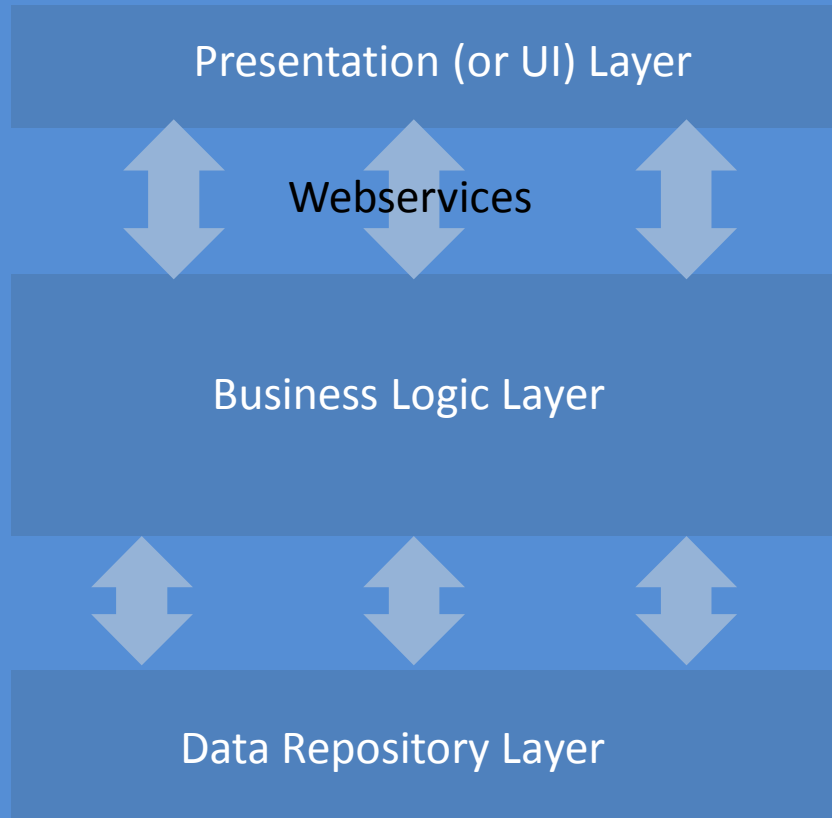 Presentation (or UI) Layer
Webservices
Business Logic Layer
Data Repository Layer